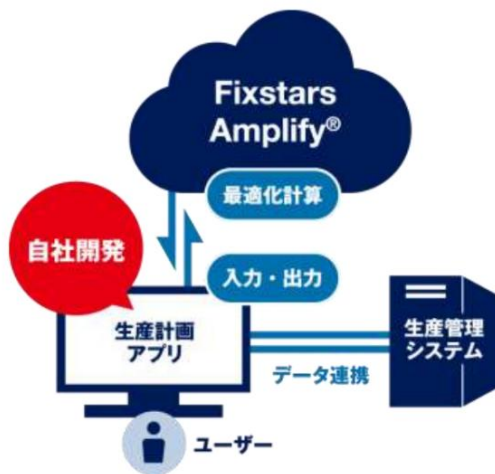 Fixstars
Amplify®
最適化計算
自社開発
入力・出力
生産計画
アプリ
生産管理
システム
データ連携
ユーザー